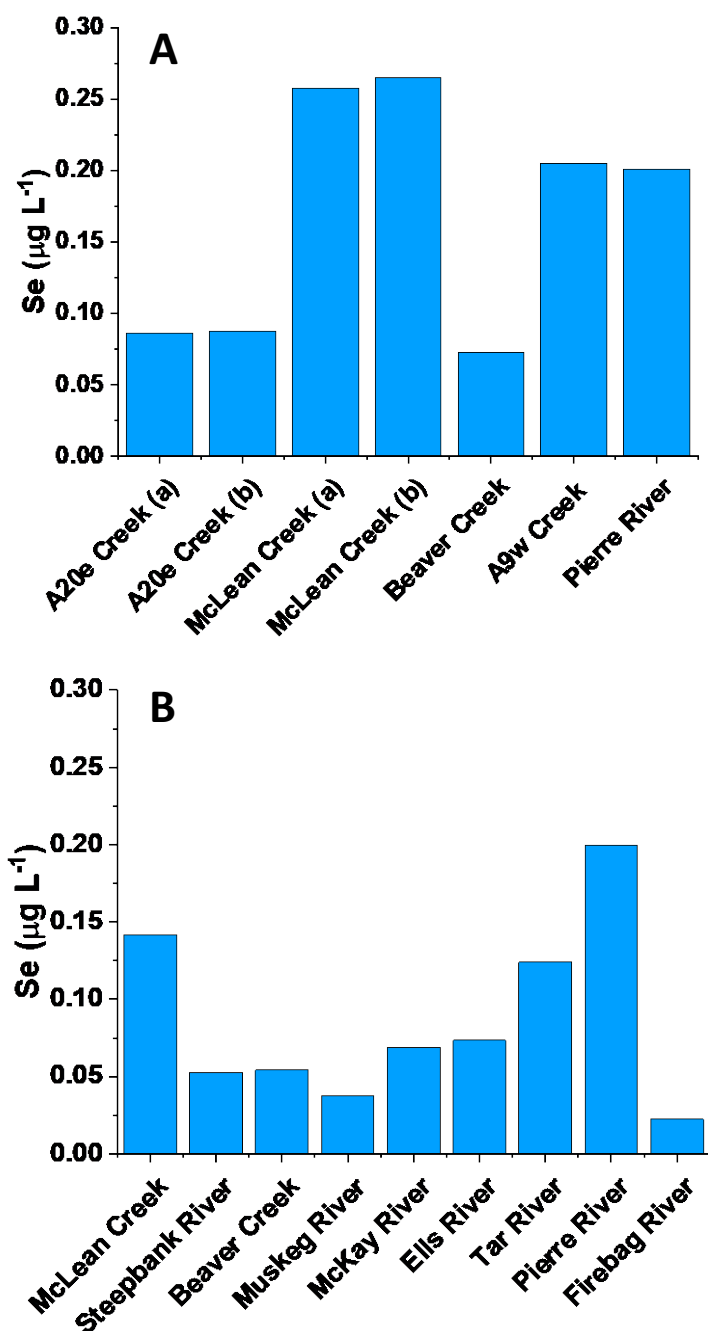 A
0.30
0.25
0.20
0.15
0.10
0.05
0.00
Se (μg L⁻¹)
A20e Creek (a)
A20e Creek (b)
McLean Creek (a)
McLean Creek (b)
Beaver Creek
A9w Creek
Pierre River
B
0.30
0.25
0.20
0.15
0.10
0.05
0.00
Se (μg L⁻¹)
McLean Creek
Steepbank River
Beaver Creek
Muskeg River
McKay River
Ells River
Tar River
Pierre River
Firebag River